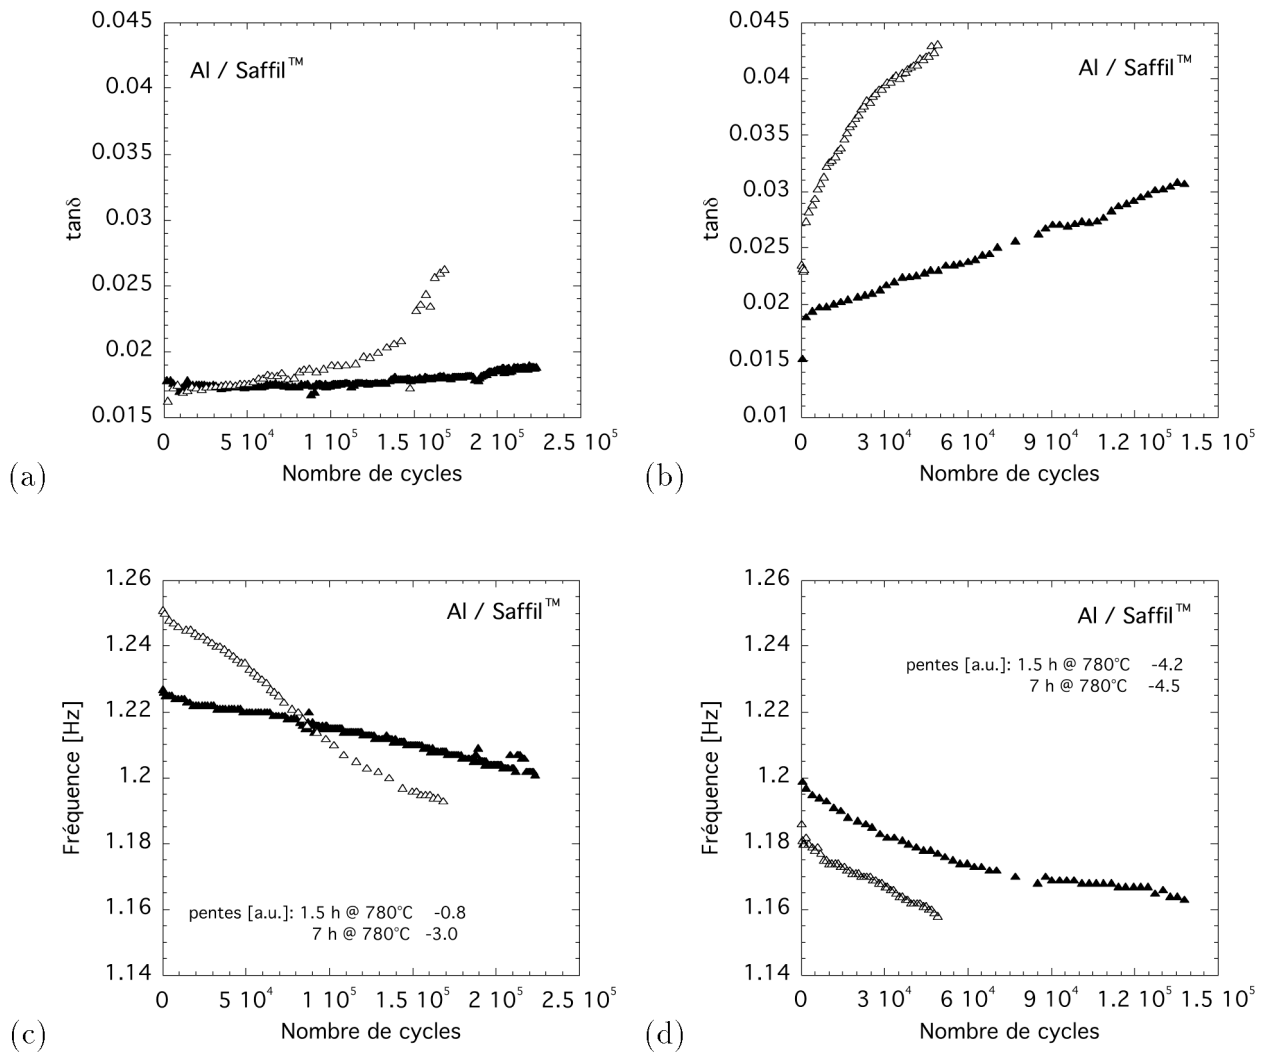 0.045
0.04
0.035
0.03
0.025
0.02
0.015
tanδ
Al / Saffil™
0 5 10⁴ 1 10⁵ 1.5 10⁵ 2 10⁵ 2.5 10⁵
Nombre de cycles
(a)
0.045
0.04
0.035
0.03
0.025
0.02
0.015
0.01
tanδ
Al / Saffil™
0 3 10⁴ 6 10⁴ 9 10⁴ 1.2 10⁵ 1.5 10⁵
Nombre de cycles
(b)
1.26
1.24
1.22
1.2
1.18
1.16
1.14
Fréquence [Hz]
Al / Saffil™
pentes [a.u.]: 1.5 h @ 780°C -0.8
7 h @ 780°C -3.0
0 5 10⁴ 1 10⁵ 1.5 10⁵ 2 10⁵ 2.5 10⁵
Nombre de cycles
(c)
1.26
1.24
1.22
1.2
1.18
1.16
1.14
Fréquence [Hz]
Al / Saffil™
pentes [a.u.]: 1.5 h @ 780°C -4.2
7 h @ 780°C -4.5
0 3 10⁴ 6 10⁴ 9 10⁴ 1.2 10⁵ 1.5 10⁵
Nombre de cycles
(d)